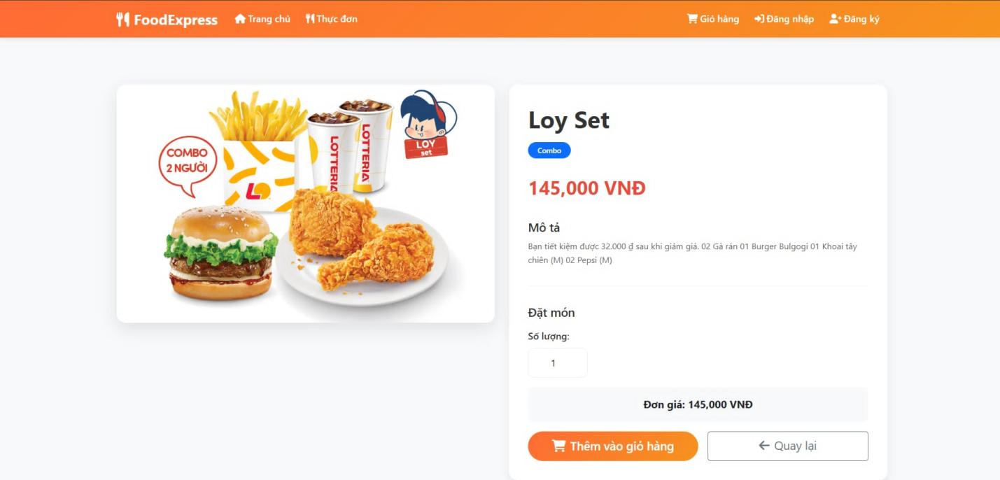 FoodExpress
Trang chủ
Thực đơn
Giỏ hàng
Đăng nhập
Đăng ký
COMBO
2 NGƯỜI
LOTTERIA
LOTTERIA
LOY
set
Loy Set
Combo
145,000 VNĐ
Mô tả
Bạn tiết kiệm được 32.000 ₫ sau khi giảm giá. 02 Gà rán 01 Burger Bulgogi 01 Khoai tây
chiên (M) 02 Pepsi (M)
Đặt món
Số lượng:
1
Đơn giá: 145,000 VNĐ
Thêm vào giỏ hàng
Quay lại